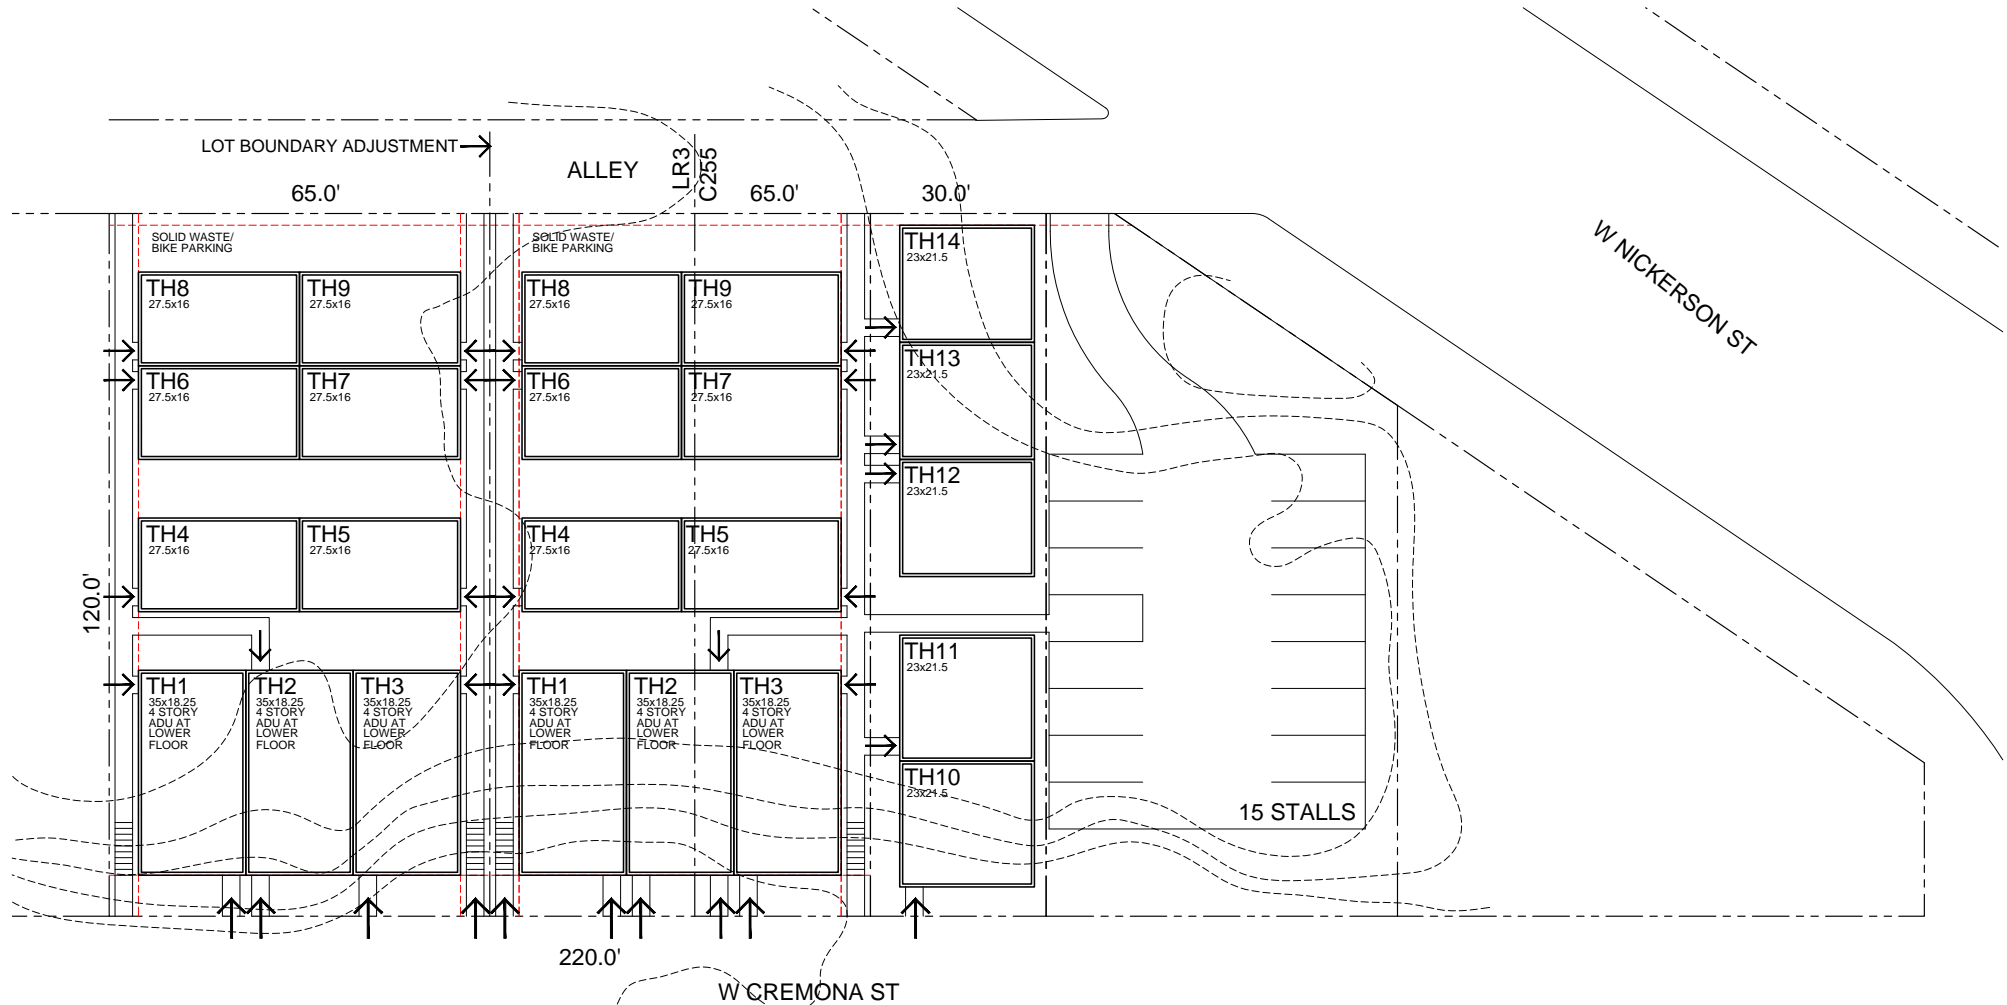 LOT BOUNDARY ADJUSTMENT
ALLEY
LR3
C255
65.0'
65.0'
30.0'
W NICKERSON ST
SOLID WASTE/
BIKE PARKING
SOLID WASTE/
BIKE PARKING
TH14
23x21.5
TH8
27.5x16
TH9
27.5x16
TH8
27.5x16
TH9
27.5x16
TH13
23x21.5
TH6
27.5x16
TH7
27.5x16
TH6
27.5x16
TH7
27.5x16
TH12
23x21.5
TH4
27.5x16
TH5
27.5x16
TH4
27.5x16
TH5
27.5x16
120.0'
TH11
23x21.5
TH1
35x18.25
4 STORY
ADU AT
LOWER
FLOOR
TH2
35x18.25
4 STORY
ADU AT
LOWER
FLOOR
TH3
35x18.25
4 STORY
ADU AT
LOWER
FLOOR
TH1
35x18.25
4 STORY
ADU AT
LOWER
FLOOR
TH2
35x18.25
4 STORY
ADU AT
LOWER
FLOOR
TH3
35x18.25
4 STORY
ADU AT
LOWER
FLOOR
TH10
23x21.5
15 STALLS
220.0'
W CREMONA ST